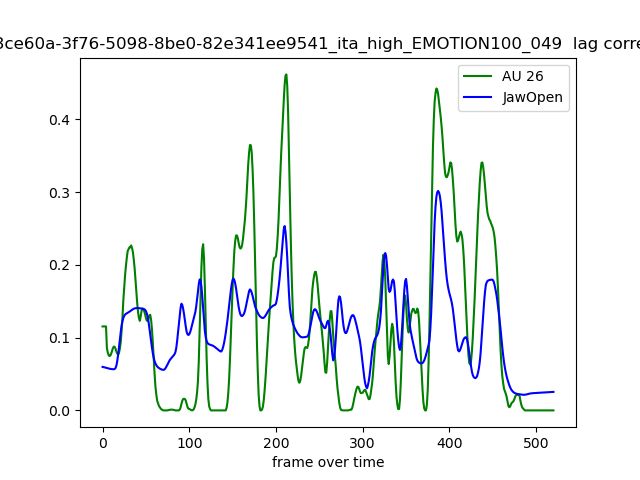 3ce60a-3f76-5098-8be0-82e341ee9541_ita_high_EMOTION100_049 lag corre
AU 26
JawOpen
0.4
0.3
0.2
0.1
0.0
0 100 200 300 400 500
frame over time